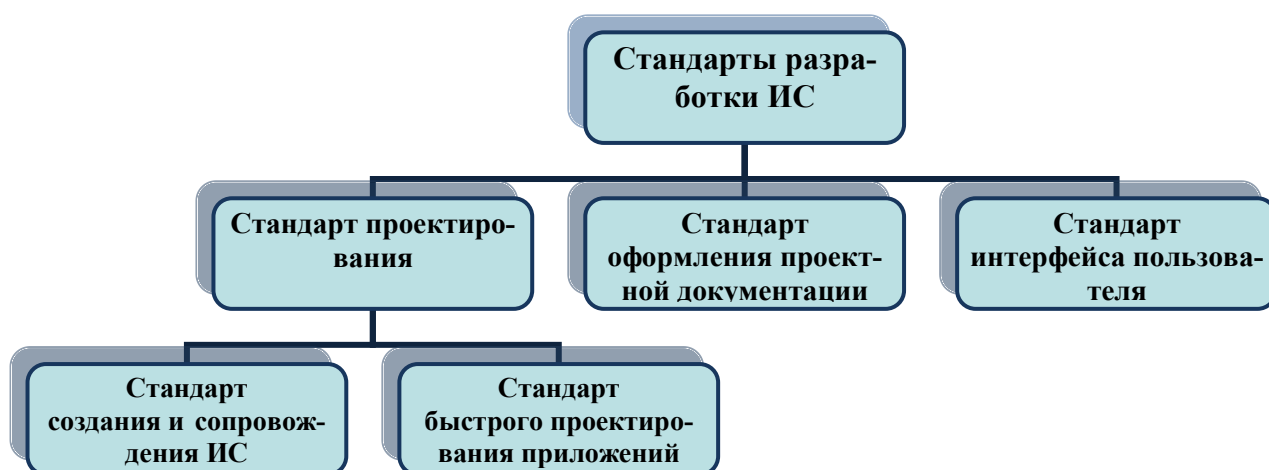 Стандарты разра-
ботки ИС
Стандарт проектиро-
вания
Стандарт
оформления проект-
ной документации
Стандарт
интерфейса пользова-
теля
Стандарт
создания и сопровож-
дения ИС
Стандарт
быстрого проектиро-
вания приложений